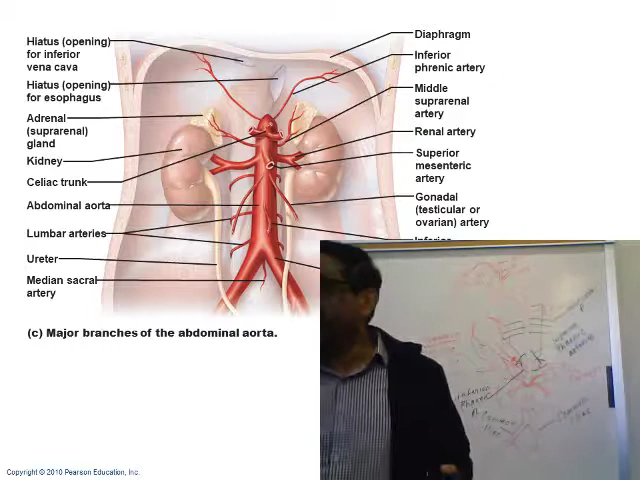 Hiatus (opening)
for inferior
vena cava
Hiatus (opening)
for esophagus
Adrenal
(suprarenal)
gland
Kidney
Celiac trunk
Abdominal aorta
Lumbar arteries
Ureter
Median sacral
artery
Diaphragm
Inferior
phrenic artery
Middle
suprarenal
artery
Renal artery
Superior
mesenteric
artery
Gonadal
(testicular or
ovarian) artery
Inferior
(c) Major branches of the abdominal aorta.
Copyright © 2010 Pearson Education, Inc.